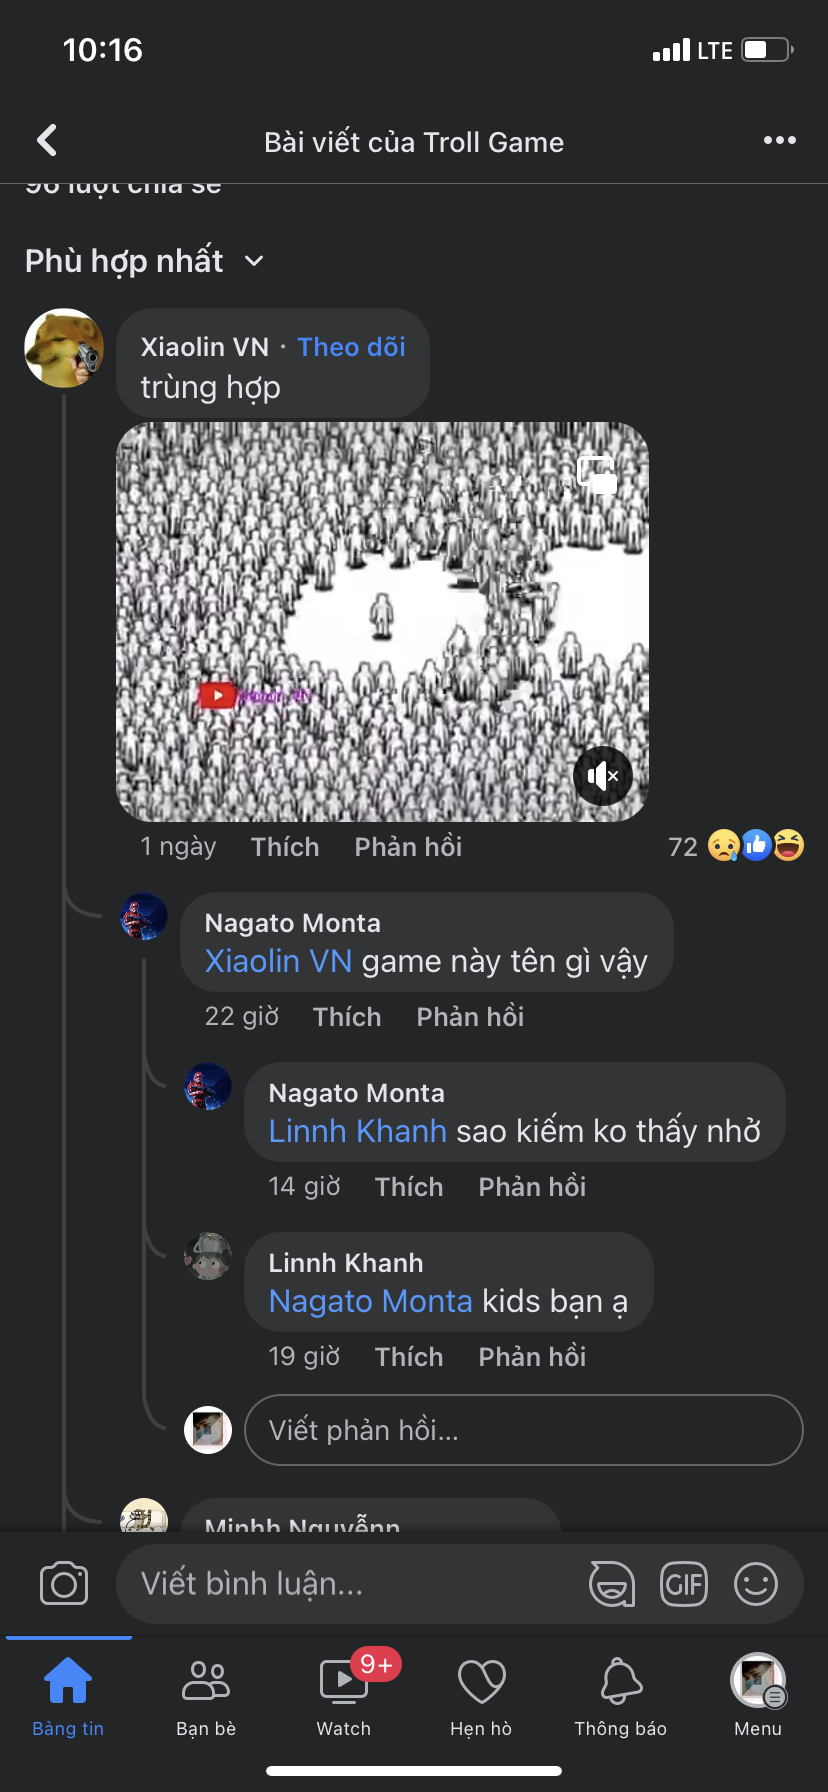 10:16
LTE
Bài viết của Troll Game
96 lượt chia sẻ
Phù hợp nhất
Xiaolin VN · Theo dõi
trùng hợp
1 ngày Thích Phản hồi 72
Nagato Monta
Xiaolin VN game này tên gì vậy
22 giờ Thích Phản hồi
Nagato Monta
Linnh Khanh sao kiếm ko thấy nhở
14 giờ Thích Phản hồi
Linnh Khanh
Nagato Monta kids bạn ạ
19 giờ Thích Phản hồi
Viết phản hồi...
Minhh Nguyễnn
Viết bình luận...
GIF
9+
Bảng tin Bạn bè Watch Hẹn hò Thông báo Menu